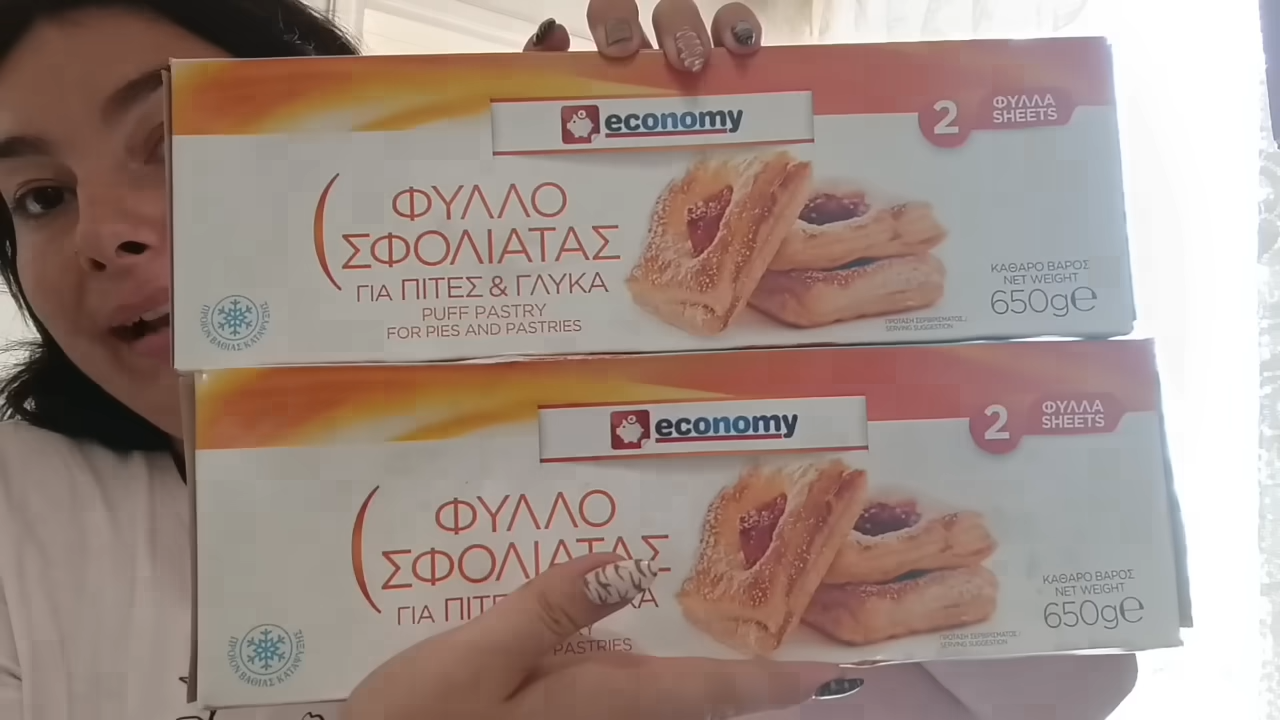 economy
2 ΦΥΛΛΑ
SHEETS
ΦΥΛΛΟ
ΣΦΟΛΙΑΤΑΣ
ΓΙΑ ΠΙΤΕΣ & ΓΛΥΚΑ
PUFF PASTRY
FOR PIES AND PASTRIES
ΚΑΘΑΡΟ ΒΑΡΟΣ
NET WEIGHT
650g℮
ΠΡΟΤΑΣΗ ΣΕΡΒΙΡΙΣΜΑΤΟΣ /
SERVING SUGGESTION
ΠΡΟΪΟΝ ΒΑΘΙΑΣ ΚΑΤΑΨΥΞΗΣ
economy
2 ΦΥΛΛΑ
SHEETS
ΦΥΛΛΟ
ΣΦΟΛΙΑΤΑΣ
ΓΙΑ ΠΙΤΕ
ΚΑ
RY
PASTRIES
ΚΑΘΑΡΟ ΒΑΡΟΣ
NET WEIGHT
650g℮
ΠΡΟΤΑΣΗ ΣΕΡΒΙΡΙΣΜΑΤΟΣ /
SERVING SUGGESTION
ΠΡΟΪΟΝ ΒΑΘΙΑΣ ΚΑΤΑΨΥΞΗΣ